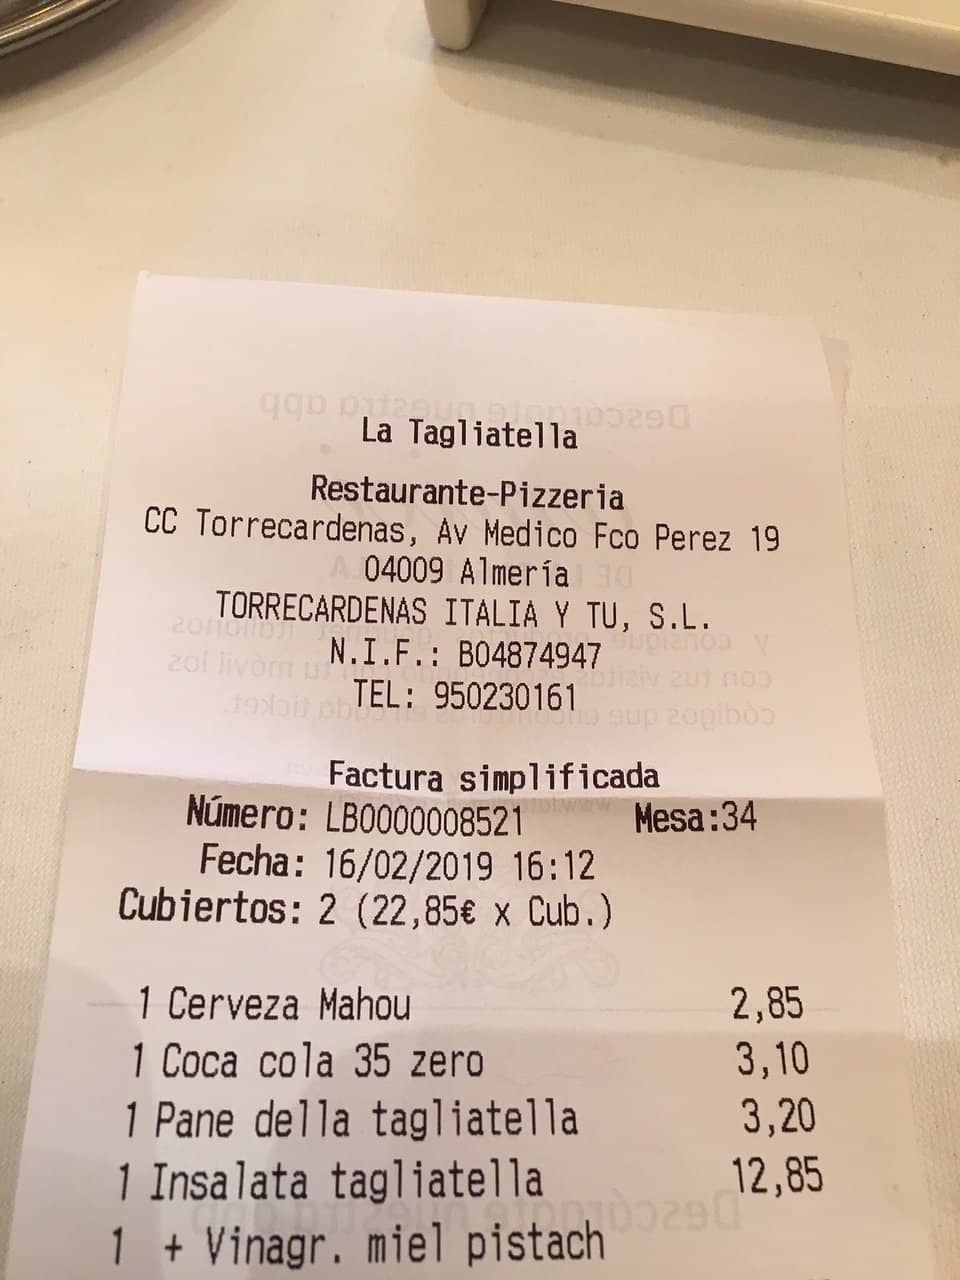 La Tagliatella
Restaurante-Pizzeria
CC Torrecardenas, Av Medico Fco Perez 19
04009 Almería
TORRECARDENAS ITALIA Y TU, S.L.
N.I.F.: B04874947
TEL: 950230161
Factura simplificada
Número: LB0000008521 Mesa:34
Fecha: 16/02/2019 16:12
Cubiertos: 2 (22,85€ x Cub.)
1 Cerveza Mahou 2,85
1 Coca cola 35 zero 3,10
1 Pane della tagliatella 3,20
1 Insalata tagliatella 12,85
1 + Vinagr. miel pistach